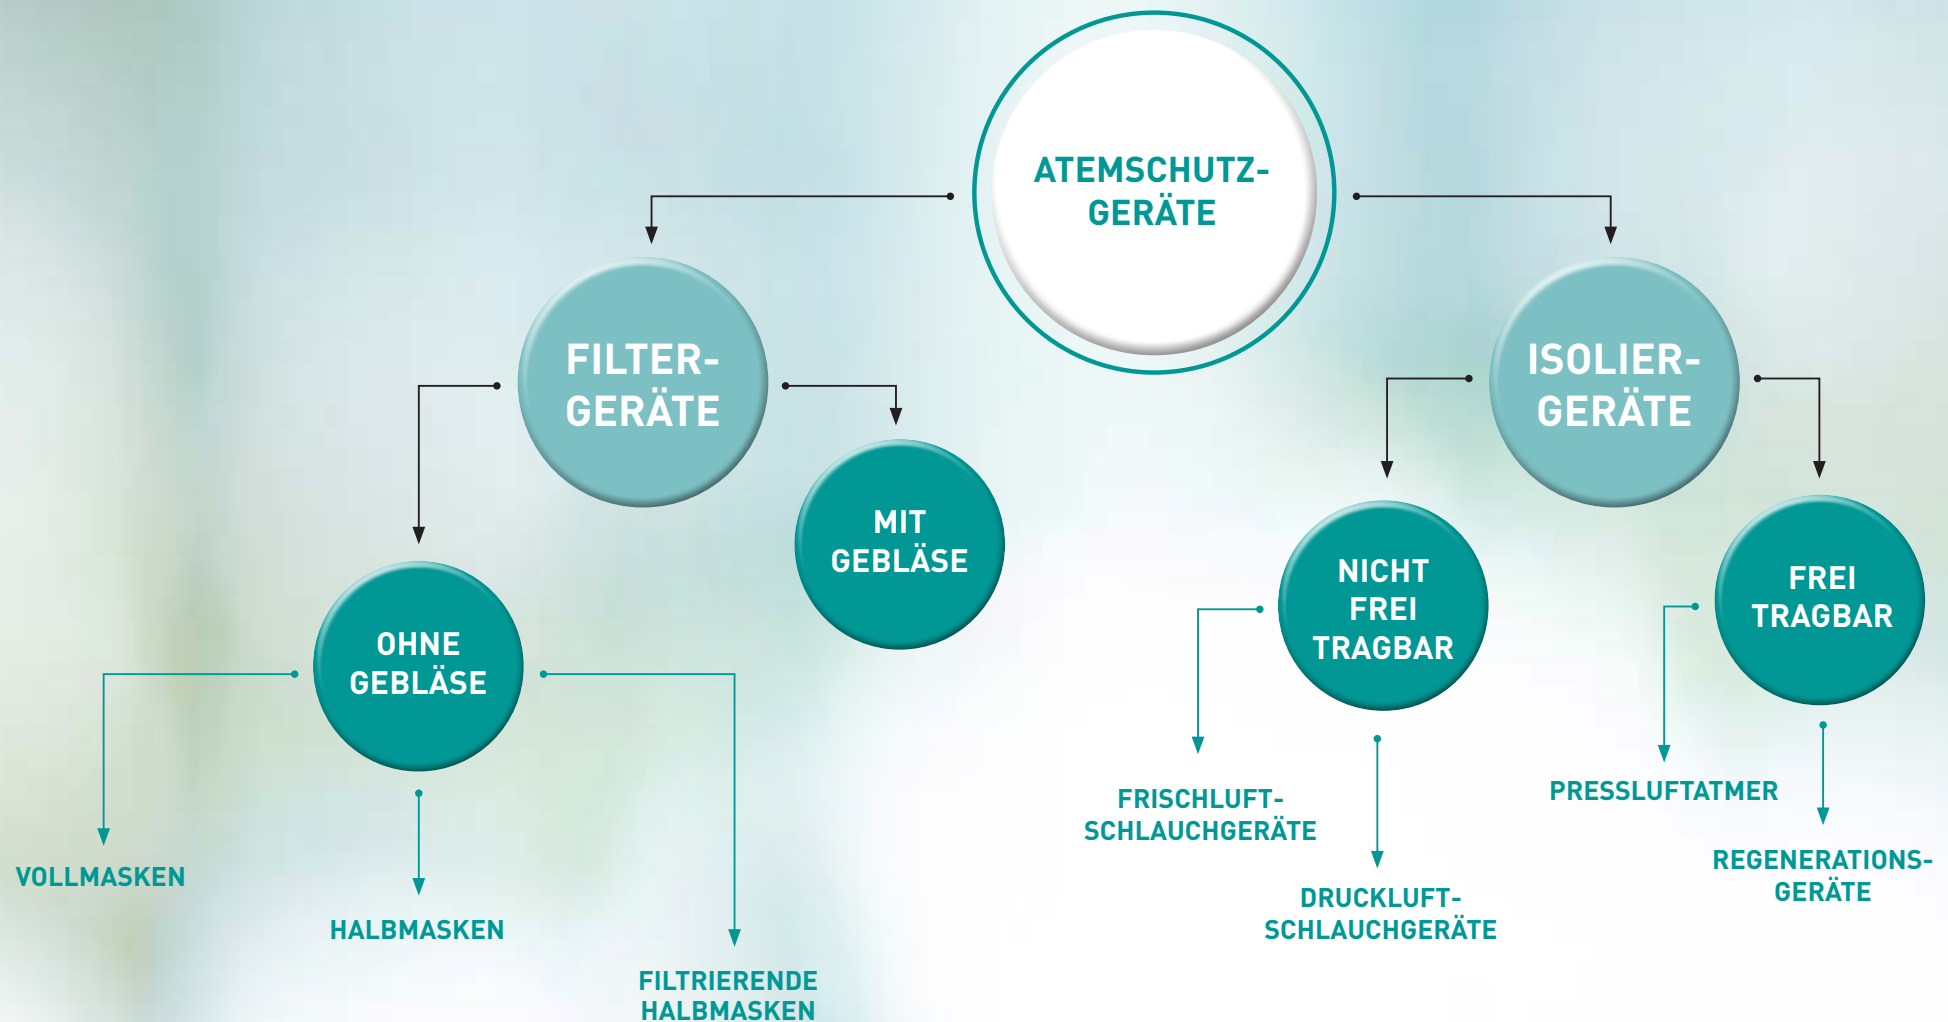 ATEMSCHUTZ-
GERÄTE
FILTER-
GERÄTE
ISOLIER-
GERÄTE
MIT
GEBLÄSE
OHNE
GEBLÄSE
NICHT
FREI
TRAGBAR
FREI
TRAGBAR
VOLLMASKEN
HALBMASKEN
FILTRIERENDE
HALBMASKEN
FRISCHLUFT-
SCHLAUCHGERÄTE
DRUCKLUFT-
SCHLAUCHGERÄTE
PRESSLUFTATMER
REGENERATIONS-
GERÄTE